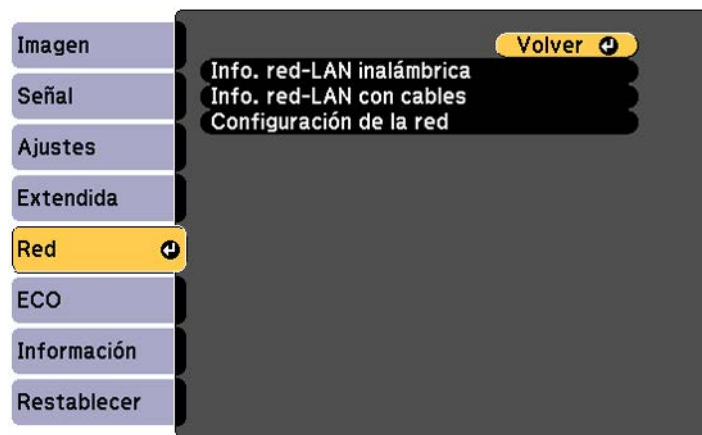 Imagen
Señal
Ajustes
Extendida
Red
ECO
Información
Restablecer
Volver
Info. red-LAN inalámbrica
Info. red-LAN con cables
Configuración de la red